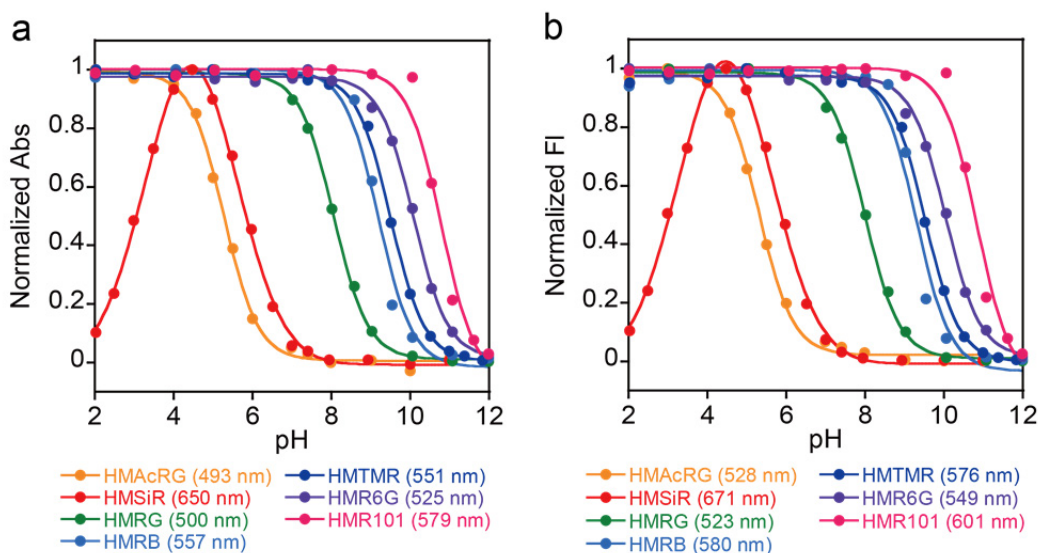 a
Normalized Abs
1
0.8
0.6
0.4
0.2
0
2 4 6 8 10 12
pH
HMAcRG (493 nm)
HMSiR (650 nm)
HMRG (500 nm)
HMRB (557 nm)
HMTMR (551 nm)
HMR6G (525 nm)
HMR101 (579 nm)
b
Normalized Fl
1
0.8
0.6
0.4
0.2
0
2 4 6 8 10 12
pH
HMAcRG (528 nm)
HMSiR (671 nm)
HMRG (523 nm)
HMRB (580 nm)
HMTMR (576 nm)
HMR6G (549 nm)
HMR101 (601 nm)